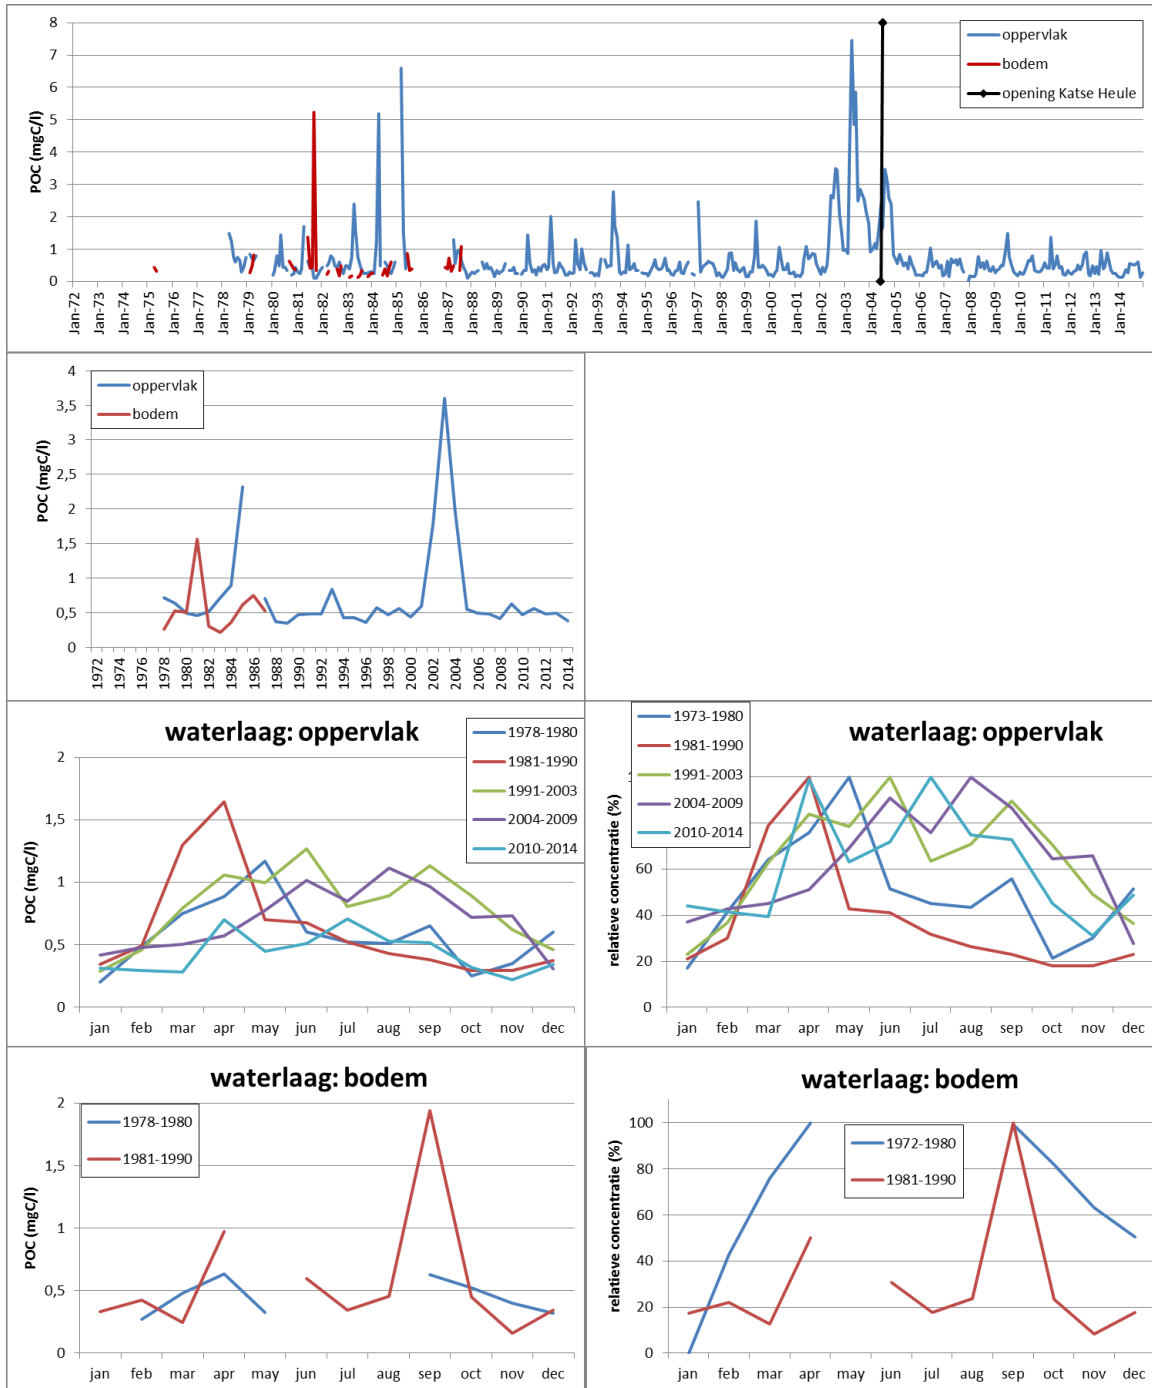 8
7
6
5
4
3
2
1
0
POC (mgC/l)
oppervlak
bodem
opening Katse Heule
Jan-72
Jan-73
Jan-74
Jan-75
Jan-76
Jan-77
Jan-78
Jan-79
Jan-80
Jan-81
Jan-82
Jan-83
Jan-84
Jan-85
Jan-86
Jan-87
Jan-88
Jan-89
Jan-90
Jan-91
Jan-92
Jan-93
Jan-94
Jan-95
Jan-96
Jan-97
Jan-98
Jan-99
Jan-00
Jan-01
Jan-02
Jan-03
Jan-04
Jan-05
Jan-06
Jan-07
Jan-08
Jan-09
Jan-10
Jan-11
Jan-12
Jan-13
Jan-14
4
3,5
3
2,5
2
1,5
1
0,5
0
POC (mgC/l)
oppervlak
bodem
1972
1974
1976
1978
1980
1982
1984
1986
1988
1990
1992
1994
1996
1998
2000
2002
2004
2006
2008
2010
2012
2014
waterlaag: oppervlak
1978-1980
1981-1990
1991-2003
2004-2009
2010-2014
2
1,5
1
0,5
0
POC (mgC/l)
jan feb mar apr may jun jul aug sep oct nov dec
waterlaag: oppervlak
1973-1980
1981-1990
1991-2003
2004-2009
2010-2014
60
40
20
0
relatieve concentratie (%)
jan feb mar apr may jun jul aug sep oct nov dec
waterlaag: bodem
1978-1980
1981-1990
2
1,5
1
0,5
0
POC (mgC/l)
jan feb mar apr may jun jul aug sep oct nov dec
waterlaag: bodem
1972-1980
1981-1990
100
80
60
40
20
0
relatieve concentratie (%)
jan feb mar apr may jun jul aug sep oct nov dec